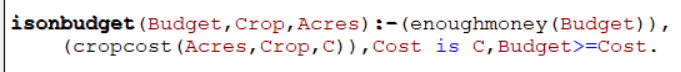 isonbudget(Budget,Crop,Acres):-(enoughmoney(Budget)),
(cropcost(Acres,Crop,C)),Cost is C,Budget>=Cost.